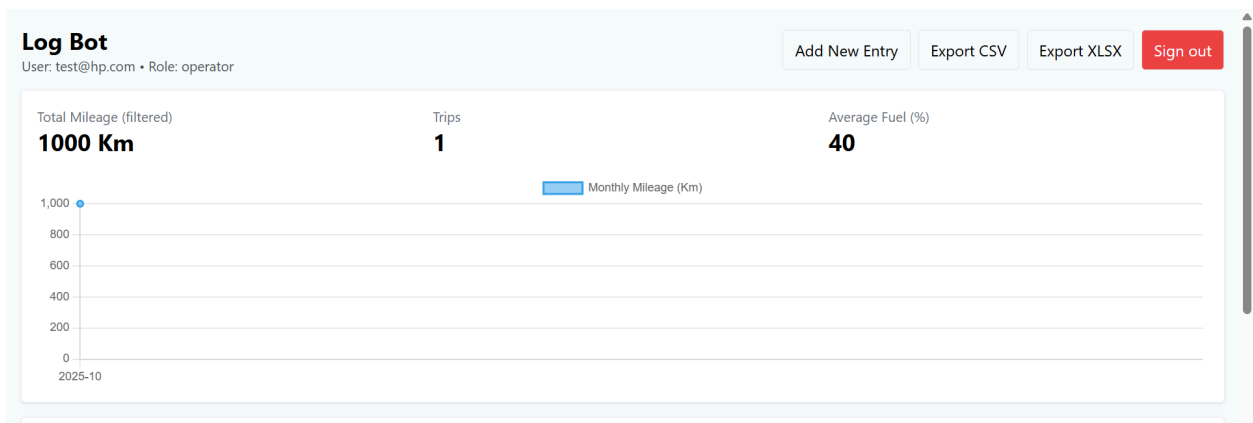 Log Bot
User: test@hp.com • Role: operator
Add New Entry
Export CSV
Export XLSX
Sign out
Total Mileage (filtered)
1000 Km
Trips
1
Average Fuel (%)
40
Monthly Mileage (Km)
1,000
800
600
400
200
0
2025-10